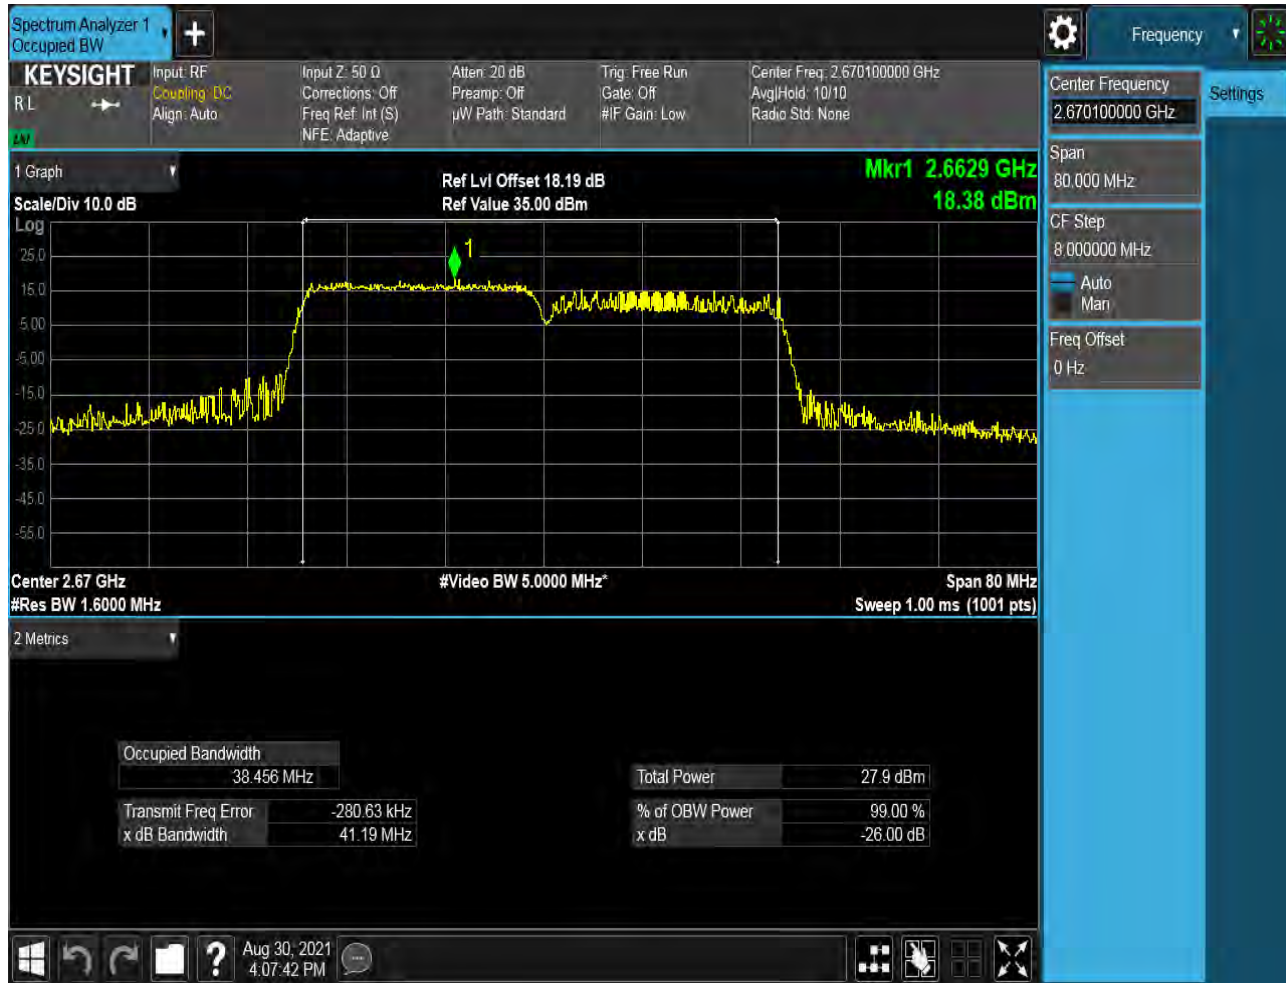 Spectrum Analyzer 1
Occupied BW
Frequency
KEYSIGHT
R L
Input: RF
Coupling: DC
Align: Auto
Input Z: 50 Ω
Corrections: Off
Freq Ref: Int (S)
NFE: Adaptive
Atten: 20 dB
Preamp: Off
µW Path: Standard
Trig: Free Run
Gate: Off
#IF Gain: Low
Center Freq: 2.670100000 GHz
Avg|Hold: 10/10
Radio Std: None
Center Frequency
2.670100000 GHz
Settings
Span
80.000 MHz
CF Step
8.000000 MHz
Auto
Man
Freq Offset
0 Hz
1 Graph
Scale/Div 10.0 dB
Ref Lvl Offset 18.19 dB
Ref Value 35.00 dBm
Mkr1 2.6629 GHz
18.38 dBm
Log
25.0
15.0
5.00
-5.00
-15.0
-25.0
-35.0
-45.0
-55.0
1
Center 2.67 GHz
#Video BW 5.0000 MHz*
Span 80 MHz
#Res BW 1.6000 MHz
Sweep 1.00 ms (1001 pts)
2 Metrics
Occupied Bandwidth
38.456 MHz
Total Power 27.9 dBm
Transmit Freq Error -280.63 kHz
% of OBW Power 99.00 %
x dB Bandwidth 41.19 MHz
x dB -26.00 dB
Aug 30, 2021
4:07:42 PM